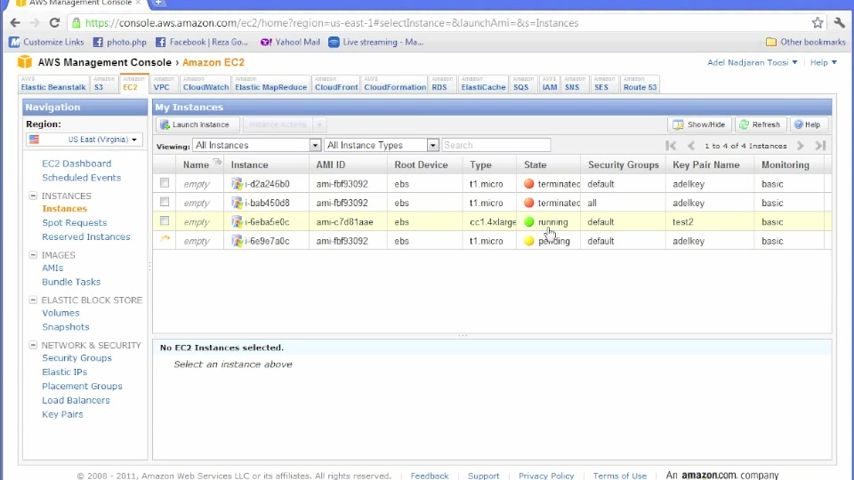 AWS Management Console
https://console.aws.amazon.com/ec2/home?region=us-east-1#selectInstance=&launchAmi=&s=Instances
Customize Links photo.php Facebook | Reza Go... Yahoo! Mail Live streaming - Ma... Other bookmarks
AWS Management Console > Amazon EC2 Adel Nadjaran Toosi Help
Elastic Beanstalk S3 EC2 VPC CloudWatch Elastic MapReduce CloudFront CloudFormation RDS ElastiCache SQS IAM SNS SES Route 53
Navigation
Region:
US East (Virginia)
EC2 Dashboard
Scheduled Events
INSTANCES
Instances
Spot Requests
Reserved Instances
IMAGES
AMIs
Bundle Tasks
ELASTIC BLOCK STORE
Volumes
Snapshots
NETWORK & SECURITY
Security Groups
Elastic IPs
Placement Groups
Load Balancers
Key Pairs
My Instances
Launch Instance Instance Actions Show/Hide Refresh Help
Viewing: All Instances All Instance Types Search 1 to 4 of 4 Instances
Name Instance AMI ID Root Device Type State Security Groups Key Pair Name Monitoring
empty i-d2a246b0 ami-fbf93092 ebs t1.micro terminated default adelkey basic
empty i-bab450d8 ami-fbf93092 ebs t1.micro terminated all adelkey basic
empty i-6eba5e0c ami-c7d81aae ebs cc1.4xlarge running default test2 basic
empty i-6e9e7a0c ami-fbf93092 ebs t1.micro pending default adelkey basic
No EC2 Instances selected.
Select an instance above
© 2008 - 2011, Amazon Web Services LLC or its affiliates. All rights reserved. Feedback Support Privacy Policy Terms of Use An amazon.com company